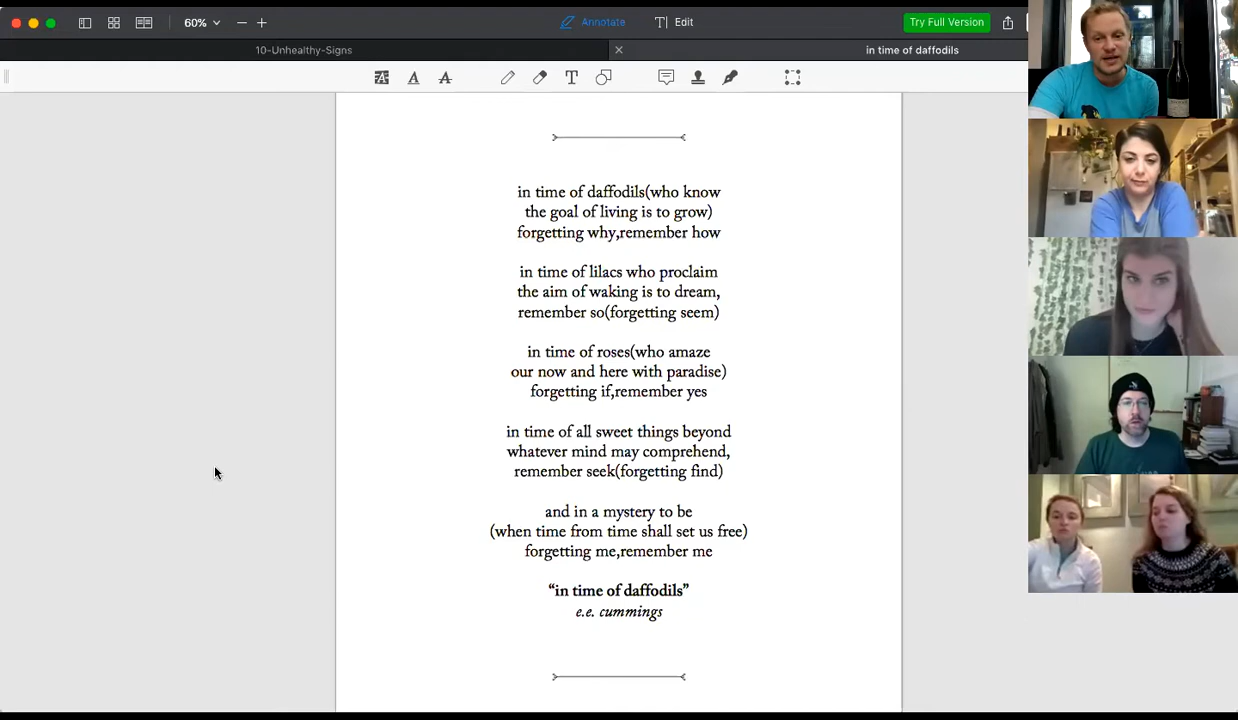 60%
Annotate
Edit
Try Full Version
10-Unhealthy-Signs
in time of daffodils
in time of daffodils(who know
the goal of living is to grow)
forgetting why,remember how
in time of lilacs who proclaim
the aim of waking is to dream,
remember so(forgetting seem)
in time of roses(who amaze
our now and here with paradise)
forgetting if,remember yes
in time of all sweet things beyond
whatever mind may comprehend,
remember seek(forgetting find)
and in a mystery to be
(when time from time shall set us free)
forgetting me,remember me
“in time of daffodils”
e.e. cummings